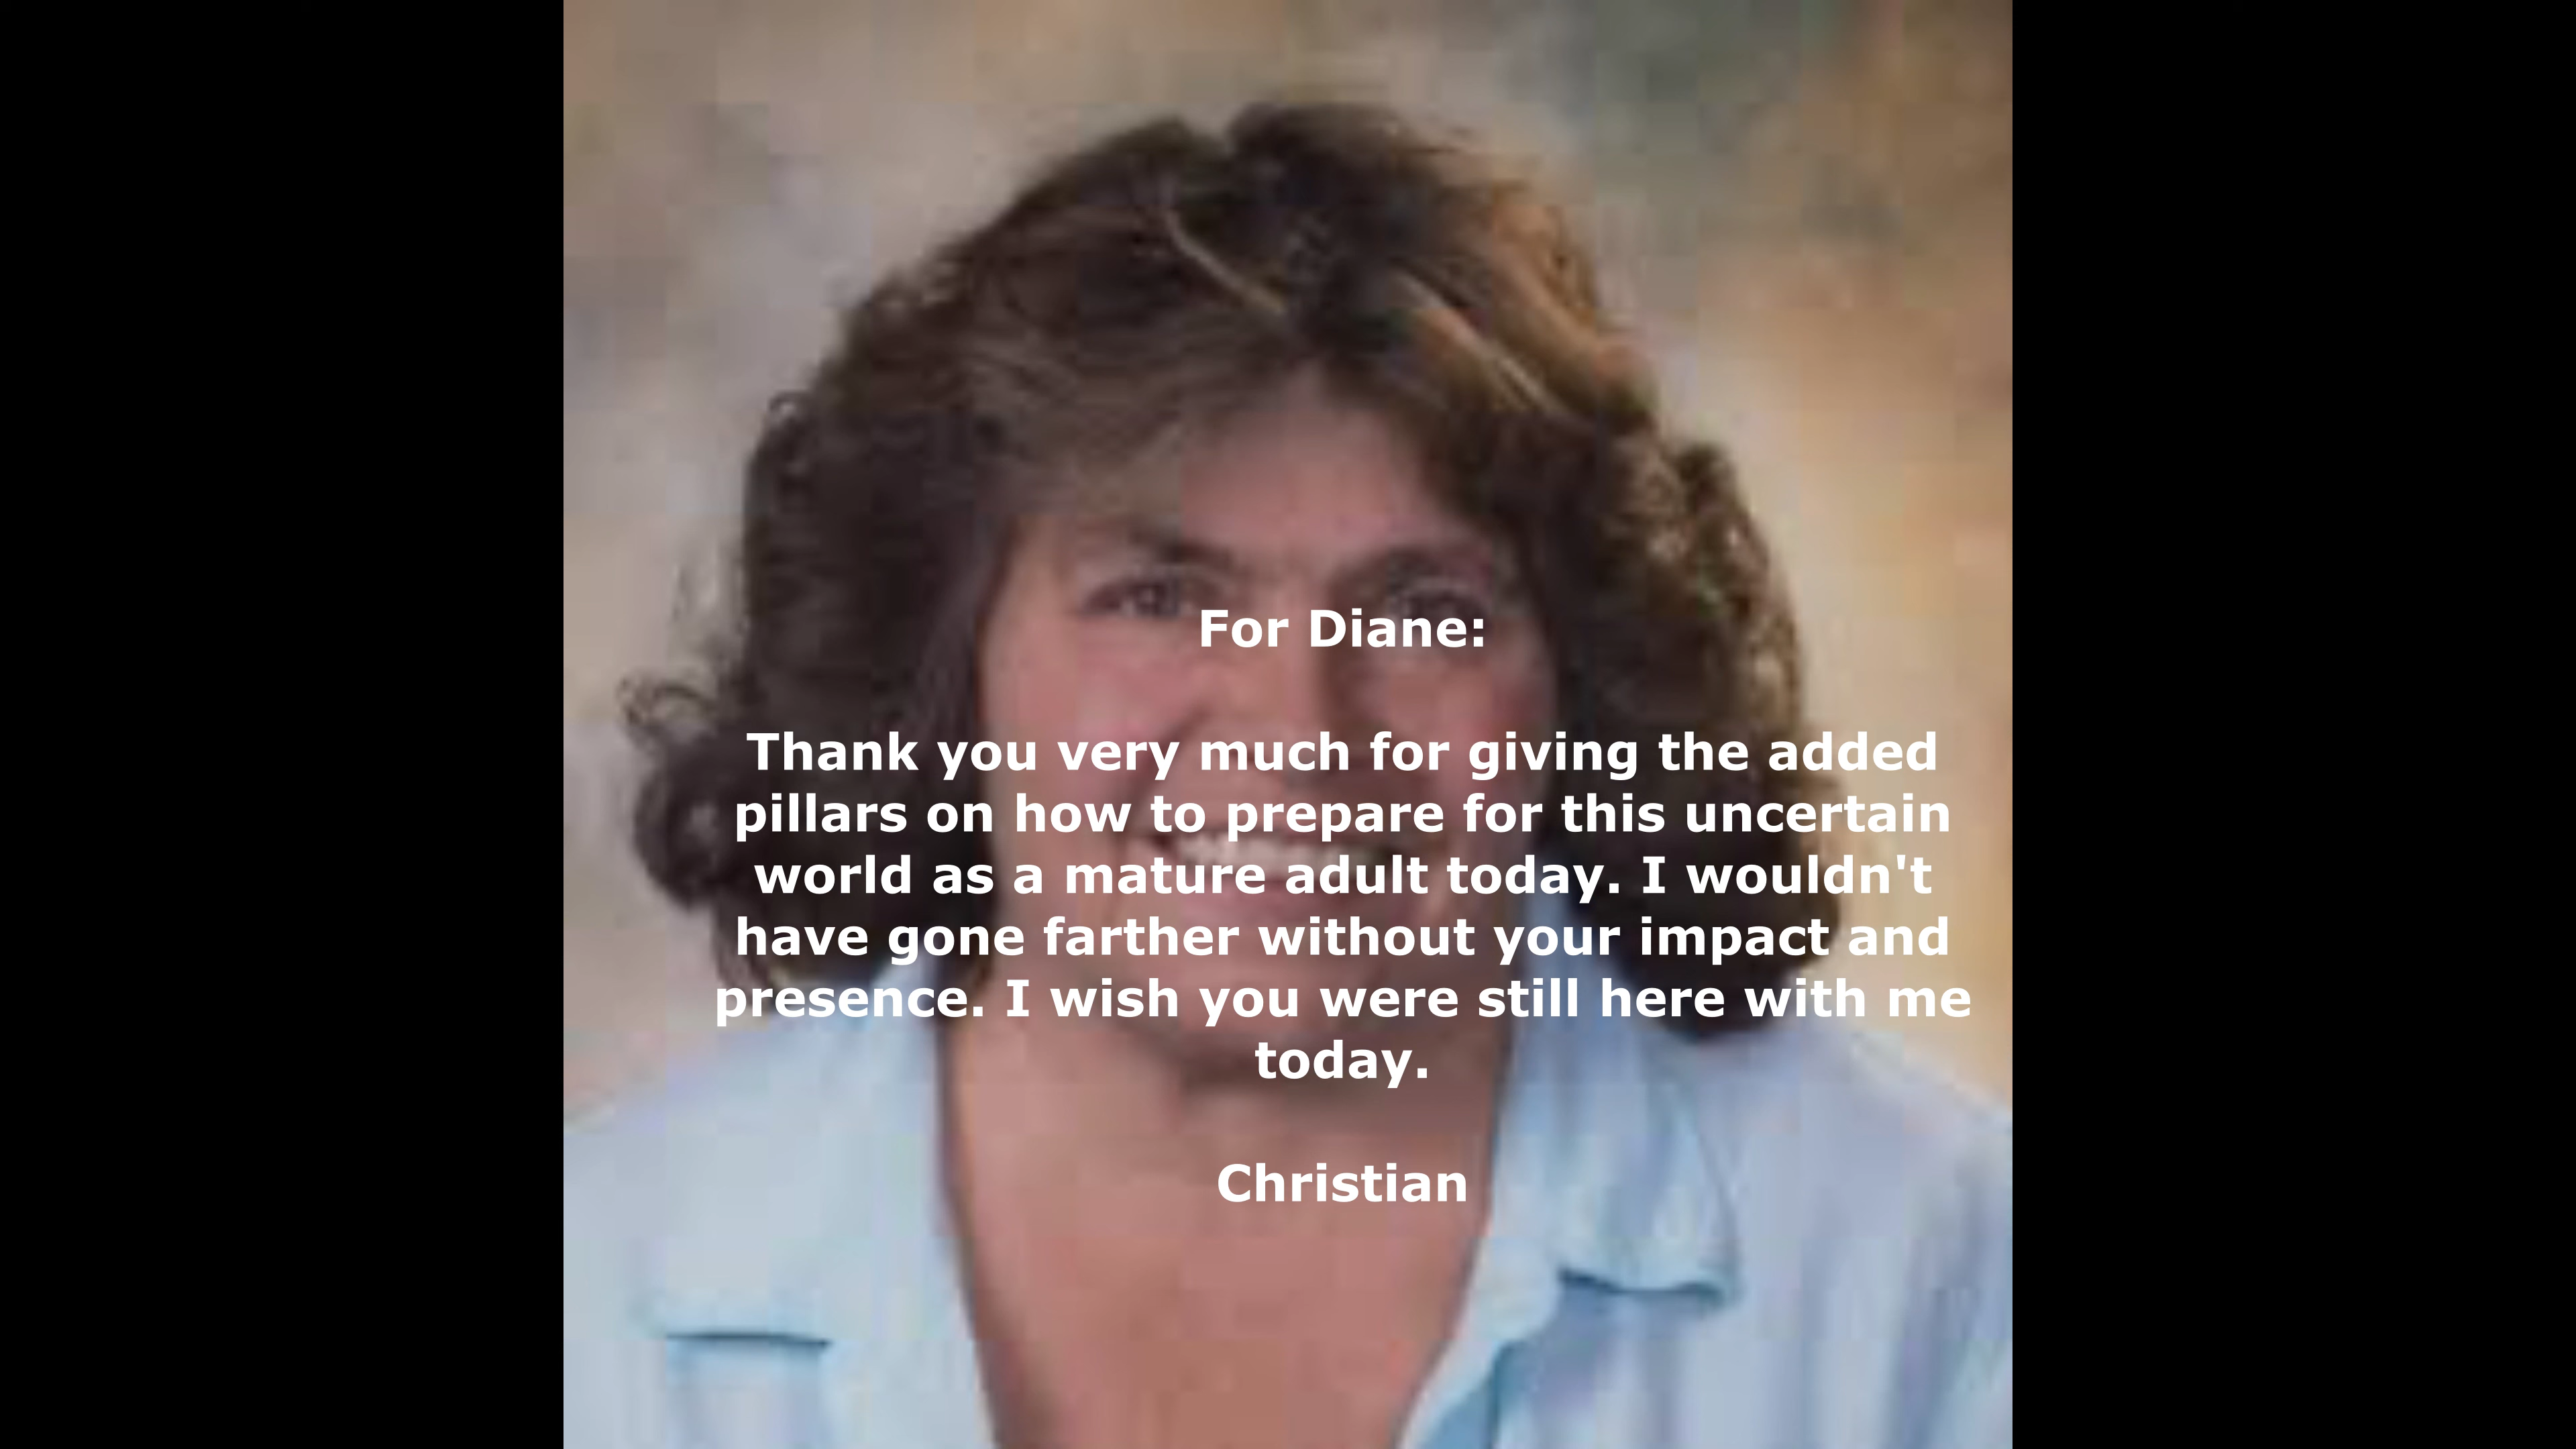 For Diane:
Thank you very much for giving the added
pillars on how to prepare for this uncertain
world as a mature adult today. I wouldn't
have gone farther without your impact and
presence. I wish you were still here with me
today.
Christian